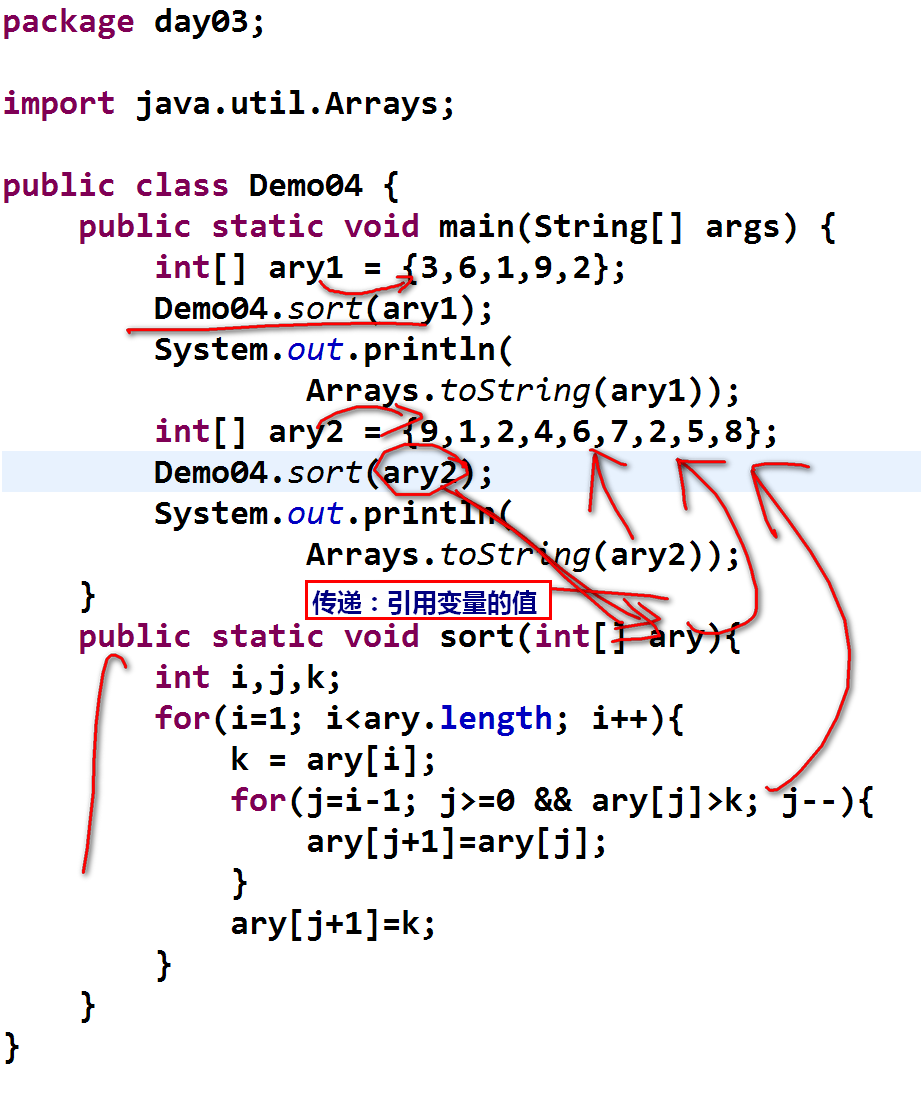 package day03;
import java.util.Arrays;
public class Demo04 {
public static void main(String[] args) {
int[] ary1 = {3,6,1,9,2};
Demo04.sort(ary1);
System.out.println(
Arrays.toString(ary1));
int[] ary2 = {9,1,2,4,6,7,2,5,8};
Demo04.sort(ary2);
System.out.println(
Arrays.toString(ary2));
}
传递：引用变量的值
public static void sort(int[] ary){
int i,j,k;
for(i=1; i<ary.length; i++){
k = ary[i];
for(j=i-1; j>=0 && ary[j]>k; j--){
ary[j+1]=ary[j];
}
ary[j+1]=k;
}
}
}